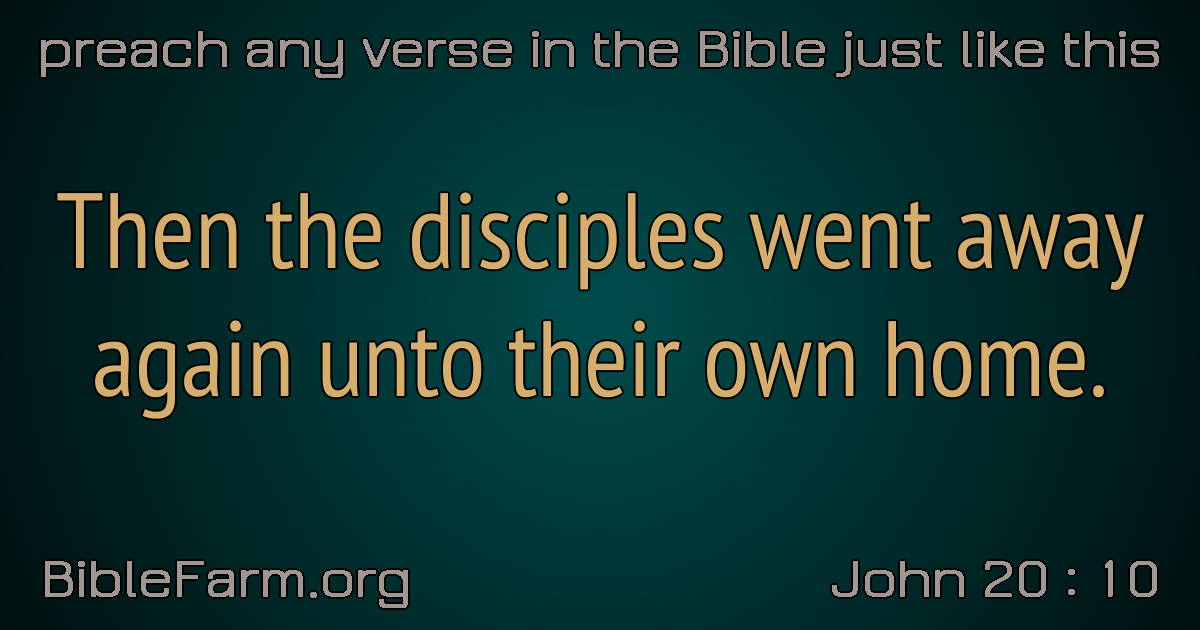 preach any verse in the Bible just like this
Then the disciples went away
again unto their own home.
BibleFarm.org
John 20 : 10